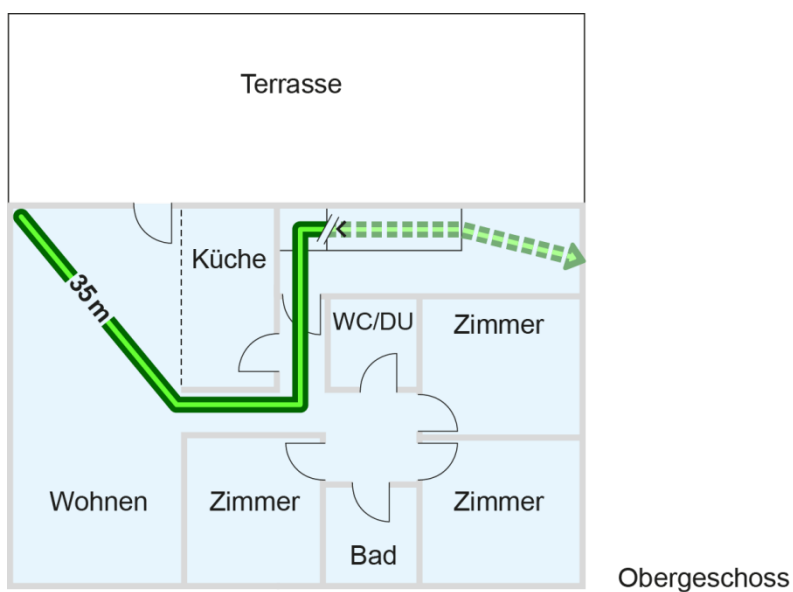 Terrasse
Küche
35 m
WC/DU
Zimmer
Wohnen
Zimmer
Zimmer
Bad
Obergeschoss